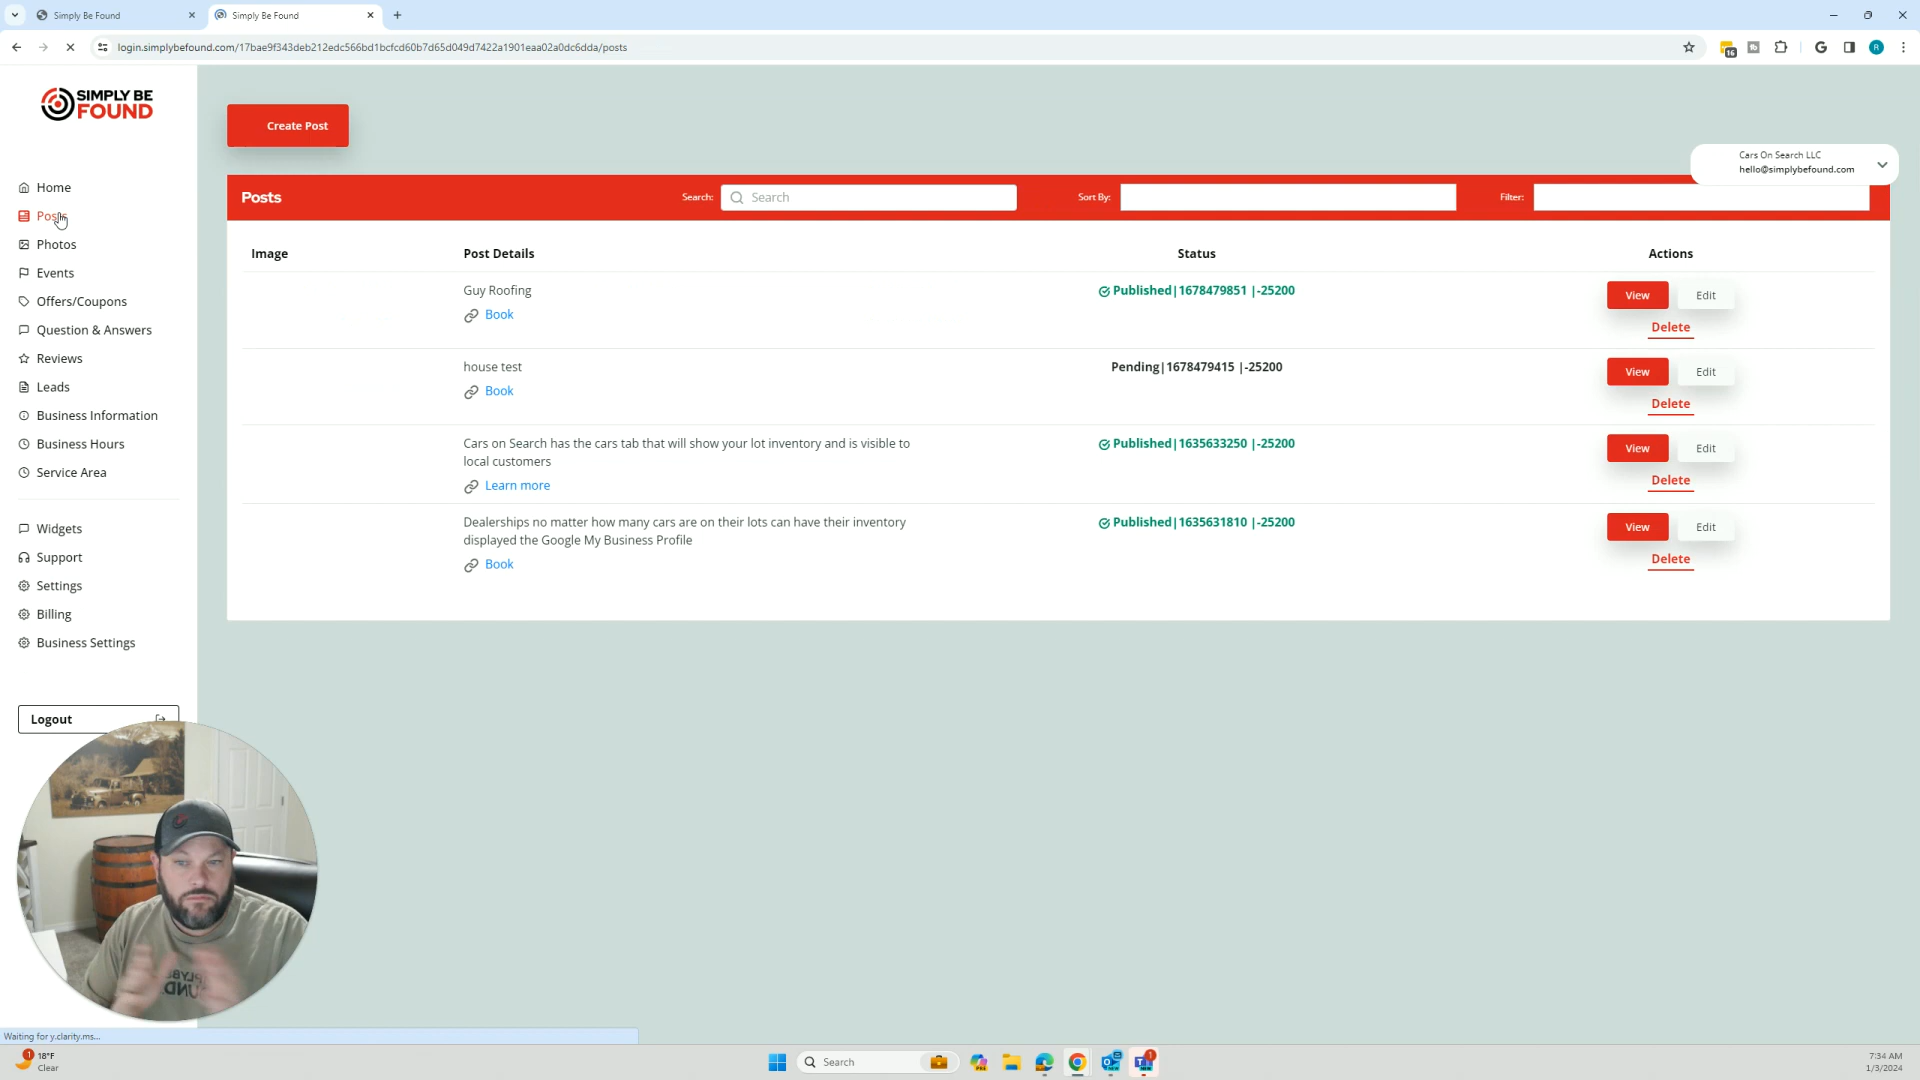 Simply Be Found
Simply Be Found
login.simplybefound.com/17bae9f343deb212edc566bd1bcfcd60b7d65d049d7422a1901eaa02a0dc6dda/posts
16
R
SIMPLY BE
FOUND
Create Post
Cars On Search LLC
hello@simplybefound.com
Home
Posts
Photos
Events
Offers/Coupons
Question & Answers
Reviews
Leads
Business Information
Business Hours
Service Area
Widgets
Support
Settings
Billing
Business Settings
Logout
Posts
Search:
Search
Sort By:
Filter:
Image
Post Details
Status
Actions
Guy Roofing
Book
Published|1678479851 |-25200
View
Edit
Delete
house test
Book
Pending|1678479415 |-25200
View
Edit
Delete
Cars on Search has the cars tab that will show your lot inventory and is visible to
local customers
Learn more
Published|1635633250 |-25200
View
Edit
Delete
Dealerships no matter how many cars are on their lots can have their inventory
displayed the Google My Business Profile
Book
Published|1635631810 |-25200
View
Edit
Delete
Waiting for y.clarity.ms...
1
18°F
Clear
Search
1
7:34 AM
1/3/2024